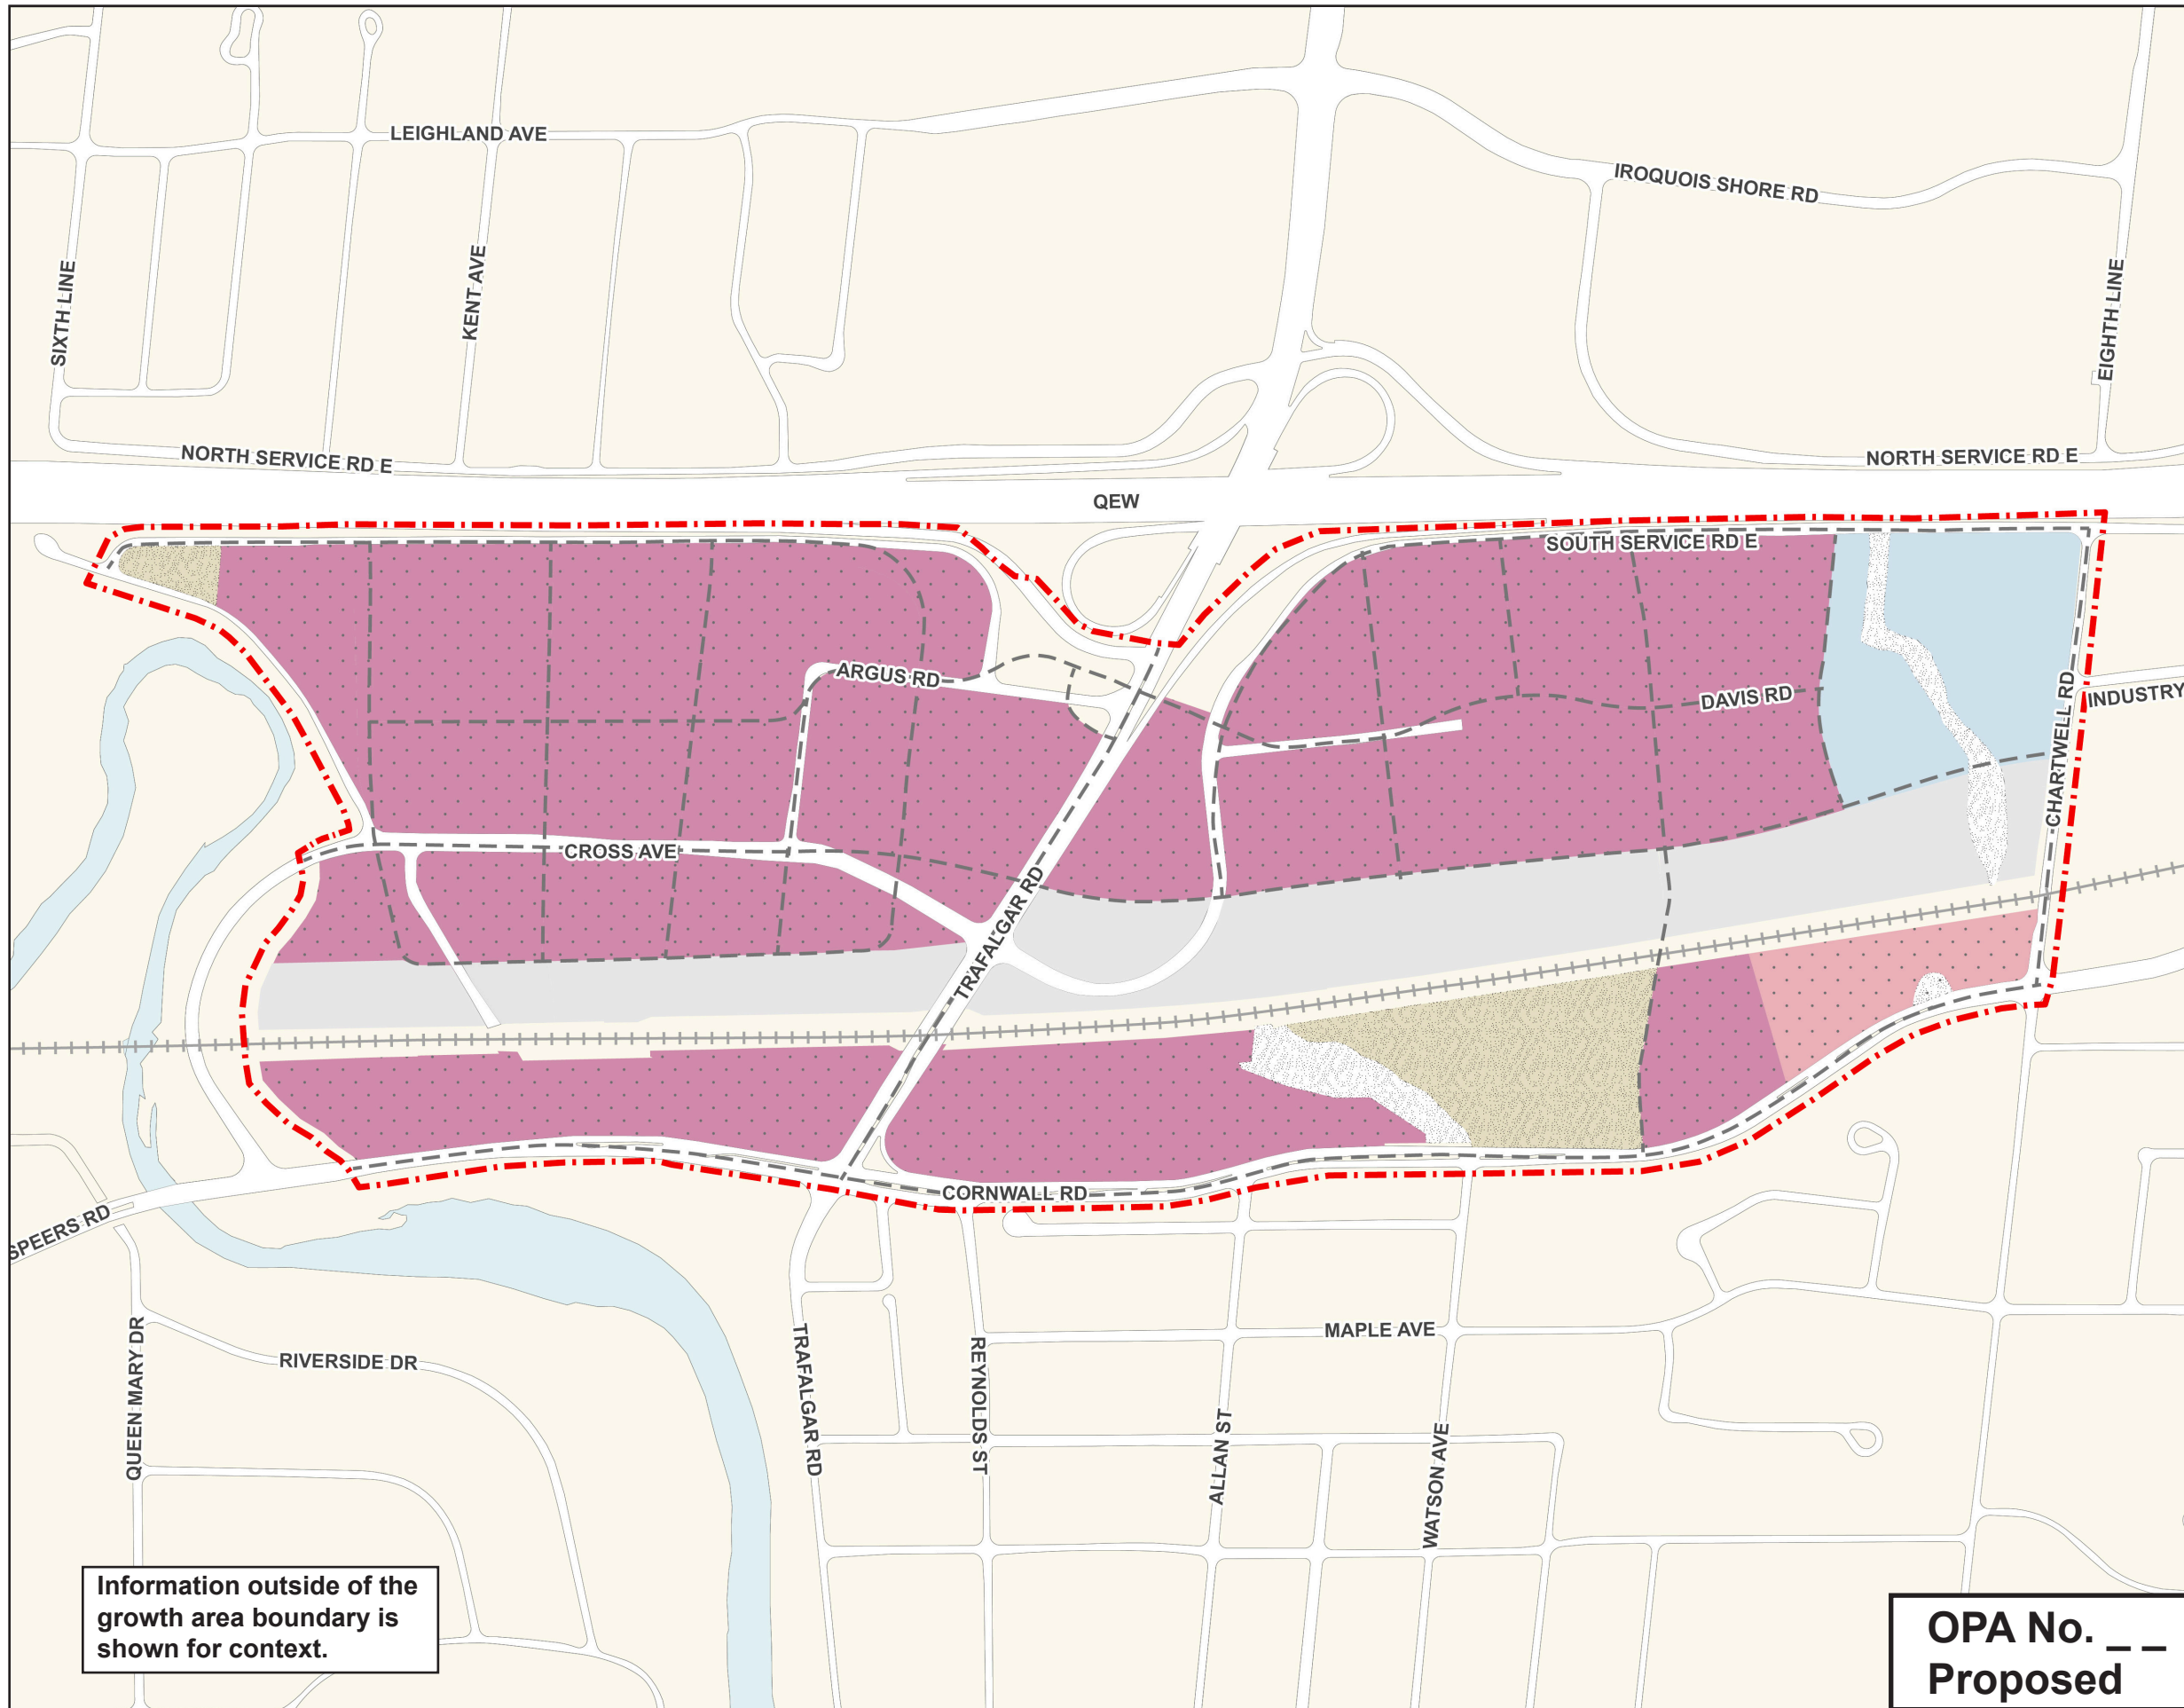 LEIGHLAND AVE
IROQUOIS SHORE RD
SIXTH LINE
KENT AVE
EIGHTH LINE
NORTH SERVICE RD E
NORTH SERVICE RD E
QEW
SOUTH SERVICE RD E
ARGUS RD
DAVIS RD
INDUSTRY
CHARTWELL RD
CROSS AVE
TRAFALGAR RD
CORNWALL RD
SPEERS RD
QUEEN MARY DR
RIVERSIDE DR
TRAFALGAR RD
REYNOLDS ST
MAPLE AVE
ALLAN ST
WATSON AVE
Information outside of the
growth area boundary is
shown for context.
OPA No. _ _
Proposed